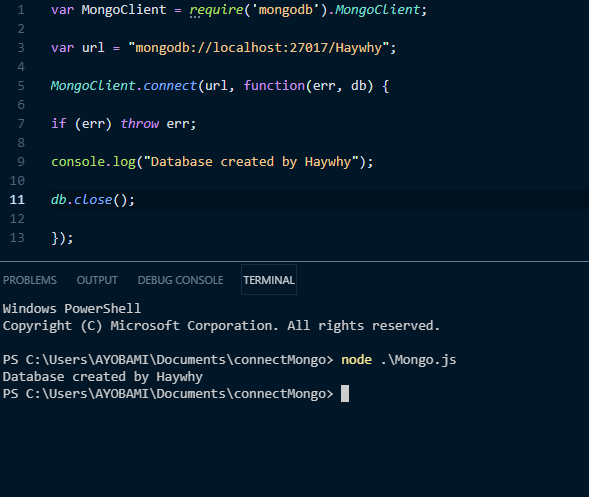 1 var MongoClient = require('mongodb').MongoClient;
2
3 var url = "mongodb://localhost:27017/Haywhy";
4
5 MongoClient.connect(url, function(err, db) {
6
7 if (err) throw err;
8
9 console.log("Database created by Haywhy");
10
11 db.close();
12
13 });
PROBLEMS OUTPUT DEBUG CONSOLE TERMINAL
Windows PowerShell
Copyright (C) Microsoft Corporation. All rights reserved.
PS C:\Users\AYOBAMI\Documents\connectMongo> node .\Mongo.js
Database created by Haywhy
PS C:\Users\AYOBAMI\Documents\connectMongo>